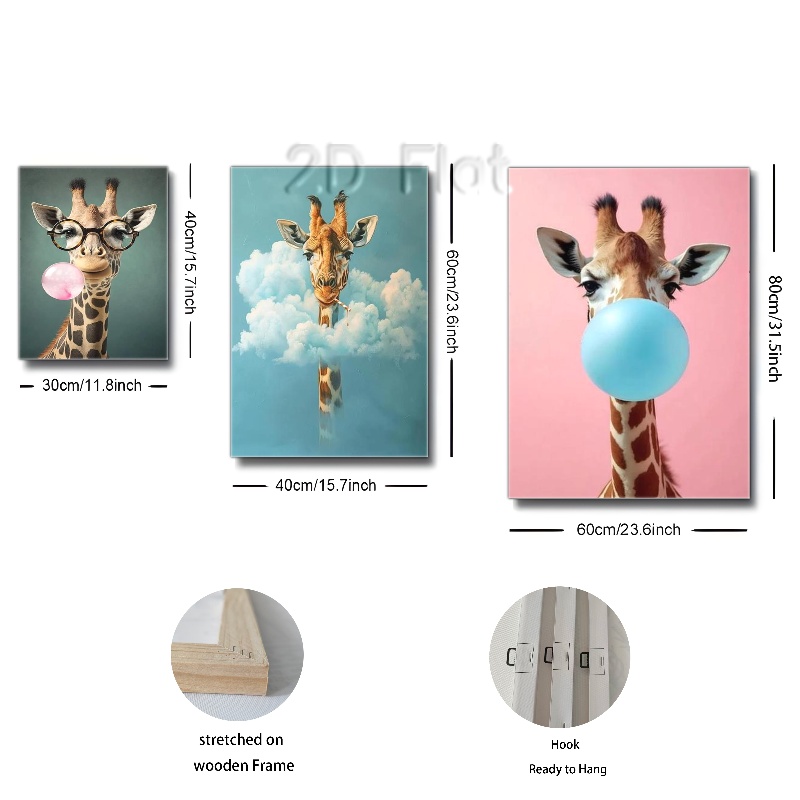 2D Flat
40cm/15.7inch
60cm/23.6inch
80cm/31.5inch
30cm/11.8inch
40cm/15.7inch
60cm/23.6inch
stretched on
wooden Frame
Hook
Ready to Hang